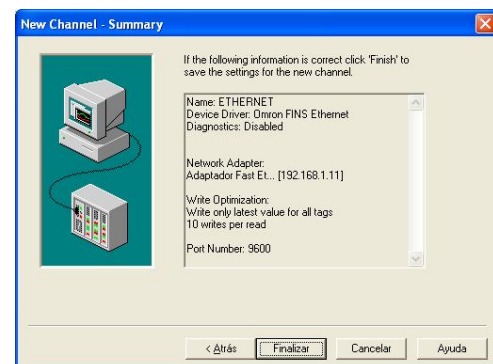 New Channel - Summary
If the following information is correct click 'Finish' to
save the settings for the new channel.
Name: ETHERNET
Device Driver: Omron FINS Ethernet
Diagnostics: Disabled
Network Adapter:
Adaptador Fast Et... [192.168.1.11]
Write Optimization:
Write only latest value for all tags
10 writes per read
Port Number: 9600
< Atrás
Finalizar
Cancelar
Ayuda